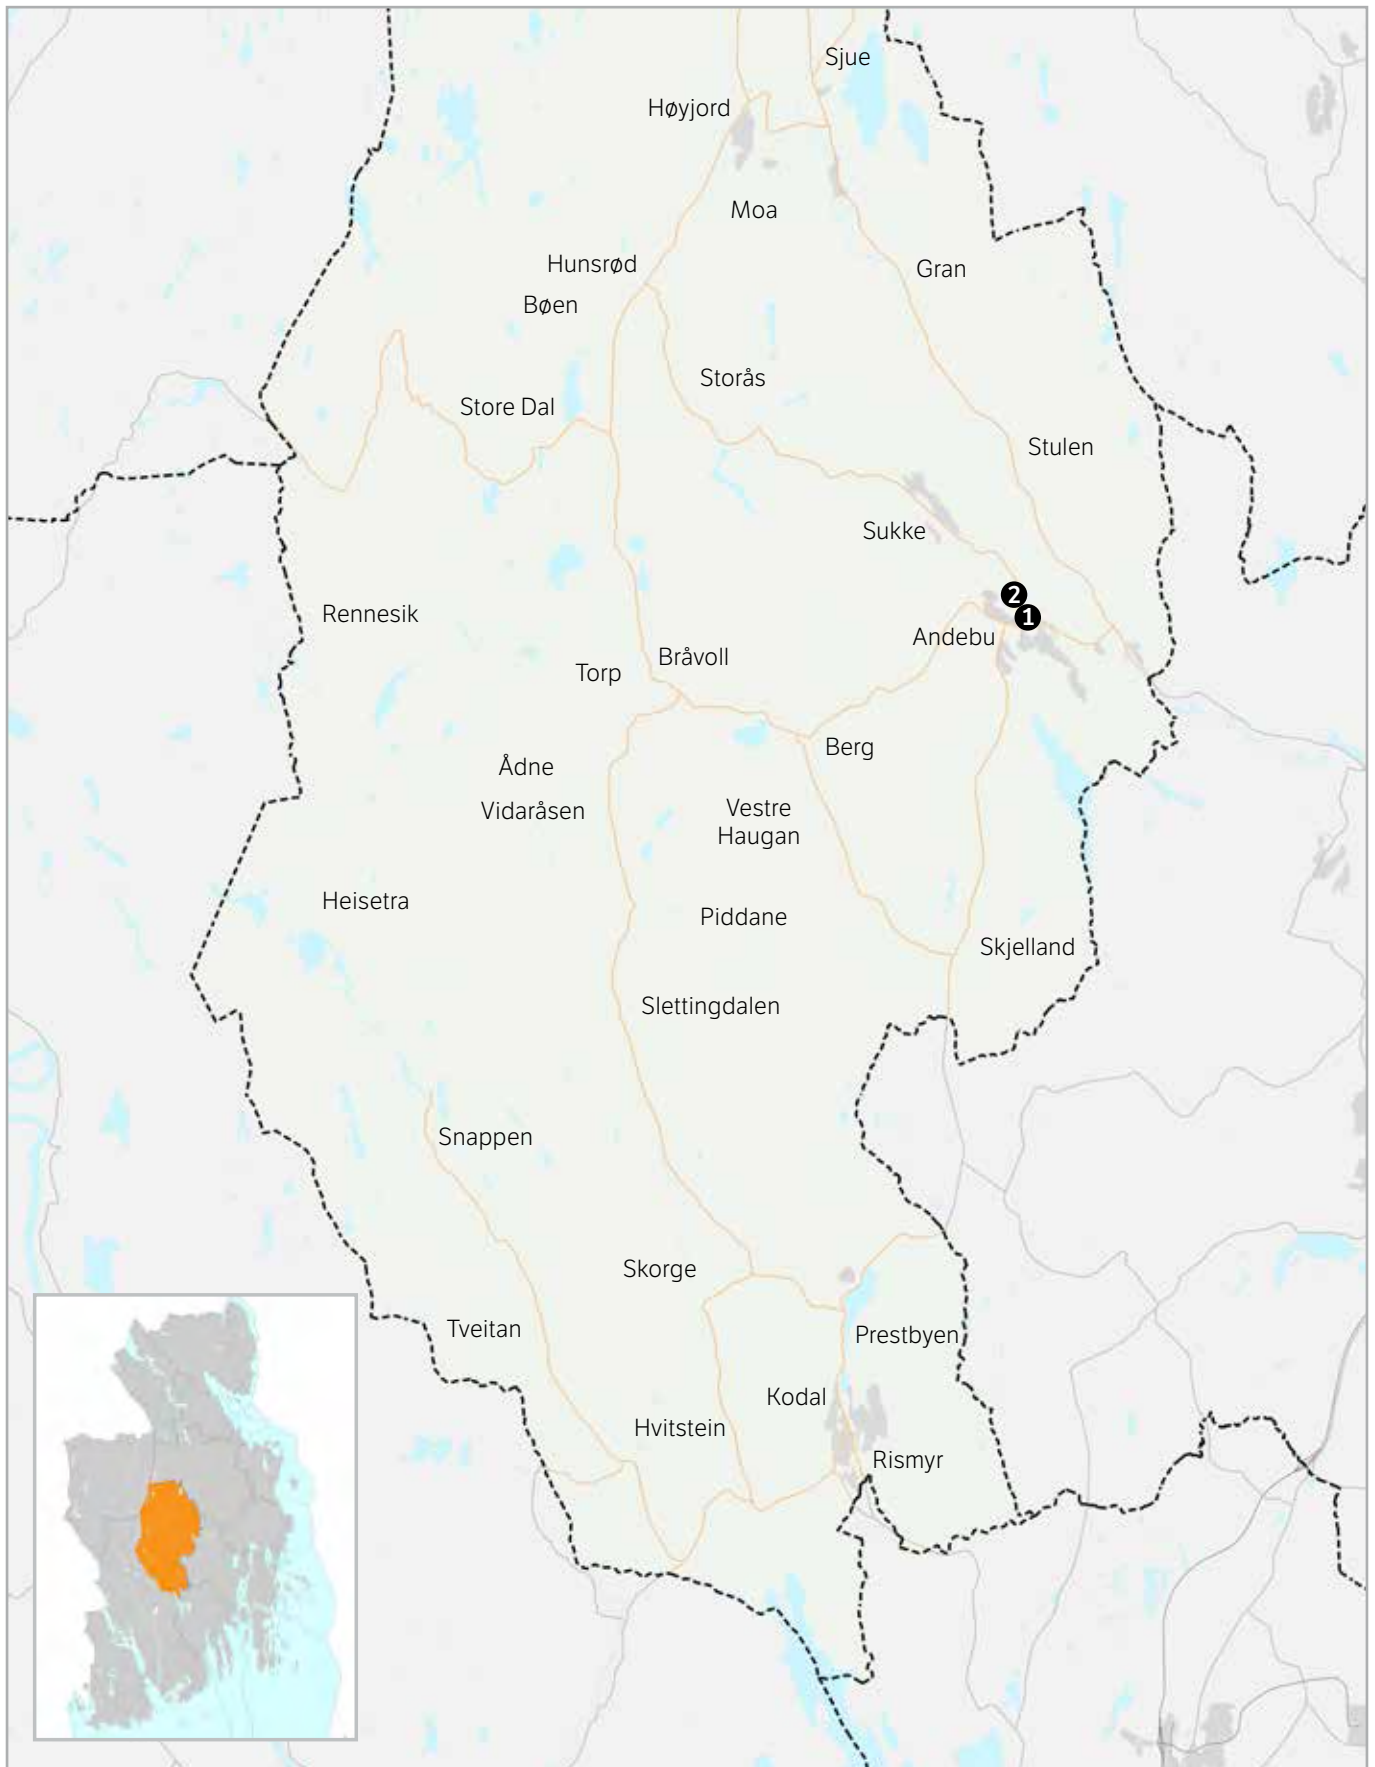 Sjue
Høyjord
Moa
Hunsrød
Gran
Bøen
Storås
Store Dal
Stulen
Sukke
2
1
Rennesik
Andebu
Bråvoll
Torp
Berg
Ådne
Vidaråsen
Vestre
Haugan
Heisetra
Piddane
Skjelland
Slettingdalen
Snappen
Skorge
Tveitan
Prestbyen
Kodal
Hvitstein
Rismyr